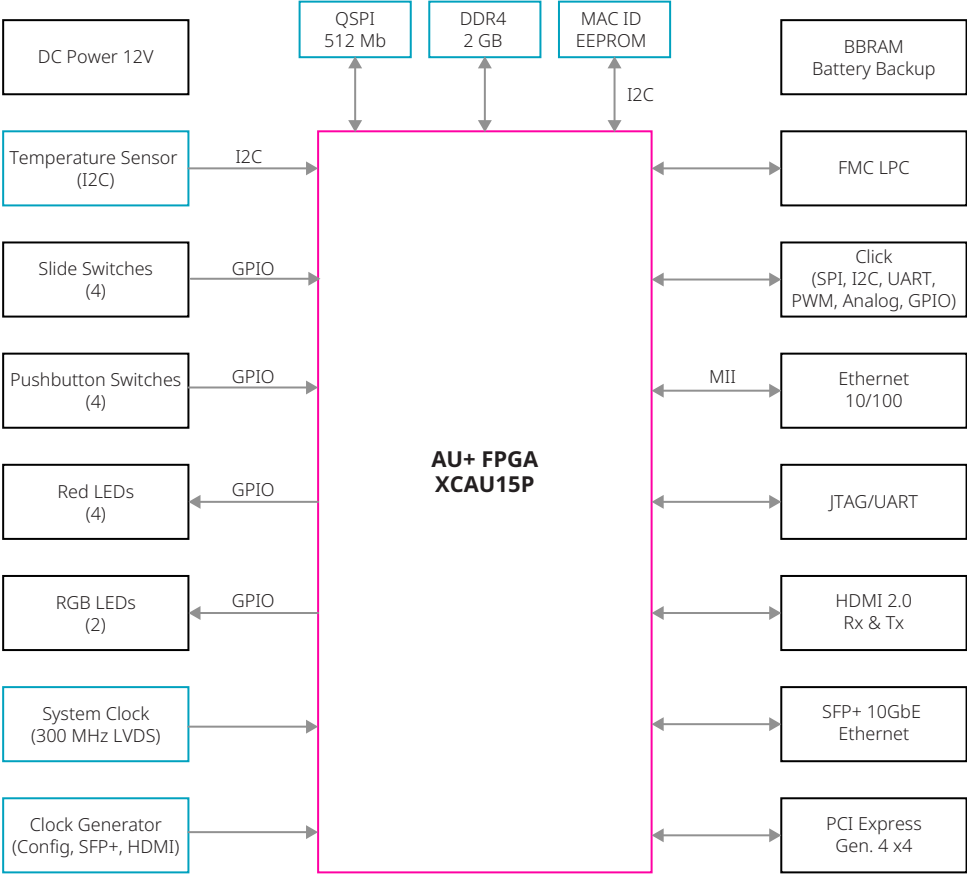 DC Power 12V
QSPI
512 Mb
DDR4
2 GB
MAC ID
EEPROM
BBRAM
Battery Backup
I2C
Temperature Sensor
(I2C)
I2C
FMC LPC
Slide Switches
(4)
GPIO
Click
(SPI, I2C, UART,
PWM, Analog, GPIO)
Pushbutton Switches
(4)
GPIO
MII
Ethernet
10/100
AU+ FPGA
XCAU15P
Red LEDs
(4)
GPIO
JTAG/UART
RGB LEDs
(2)
GPIO
HDMI 2.0
Rx & Tx
System Clock
(300 MHz LVDS)
SFP+ 10GbE
Ethernet
Clock Generator
(Config, SFP+, HDMI)
PCI Express
Gen. 4 x4